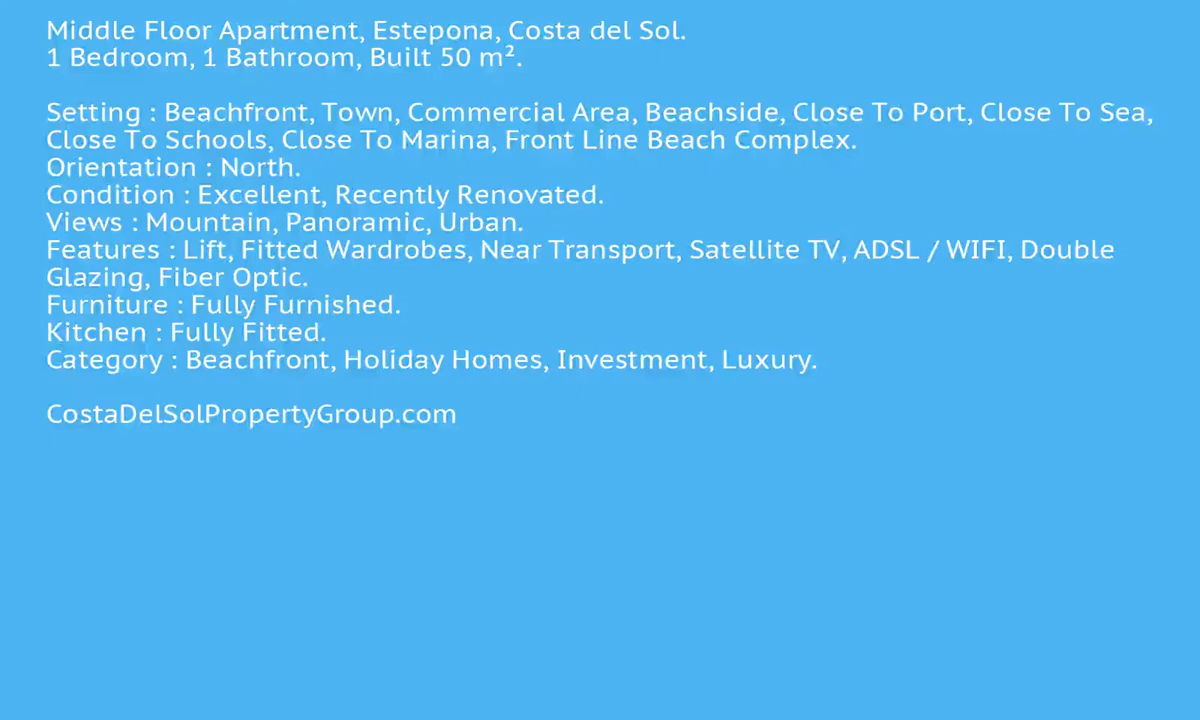 Middle Floor Apartment, Estepona, Costa del Sol.
1 Bedroom, 1 Bathroom, Built 50 m².
Setting : Beachfront, Town, Commercial Area, Beachside, Close To Port, Close To Sea,
Close To Schools, Close To Marina, Front Line Beach Complex.
Orientation : North.
Condition : Excellent, Recently Renovated.
Views : Mountain, Panoramic, Urban.
Features : Lift, Fitted Wardrobes, Near Transport, Satellite TV, ADSL / WIFI, Double
Glazing, Fiber Optic.
Furniture : Fully Furnished.
Kitchen : Fully Fitted.
Category : Beachfront, Holiday Homes, Investment, Luxury.
CostaDelSolPropertyGroup.com